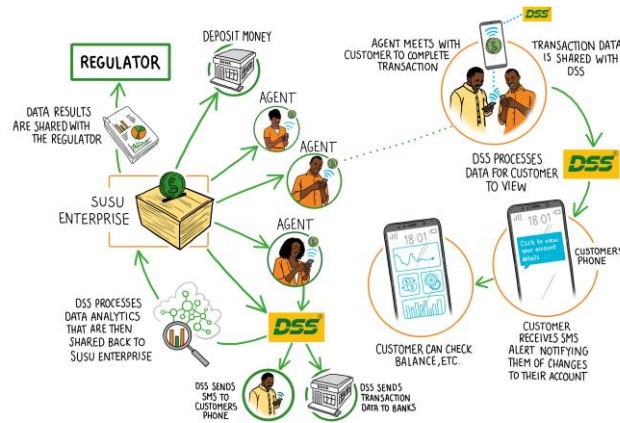 DEPOSIT MONEY
REGULATOR
DATA RESULTS
ARE SHARED WITH
THE REGULATOR
SUSU
ENTERPRISE
AGENT
AGENT
AGENT
DSS PROCESSES
DATA ANALYTICS
THAT ARE THEN
SHARED BACK TO
SUSU ENTERPRISE
DSS
DSS SENDS
SMS TO
CUSTOMERS
PHONE
DSS SENDS
TRANSACTION
DATA TO BANKS
DSS
AGENT MEETS WITH
CUSTOMER TO COMPLETE
TRANSACTION
TRANSACTION DATA
IS SHARED WITH
DSS
DSS PROCESSES
DATA FOR CUSTOMER
TO VIEW
DSS
18:01
Click to view
your account
details
CUSTOMERS
PHONE
CUSTOMER
RECEIVES SMS
ALERT NOTIFYING
THEM OF CHANGES
TO THEIR ACCOUNT
18:01
CUSTOMER CAN CHECK
BALANCE, ETC.